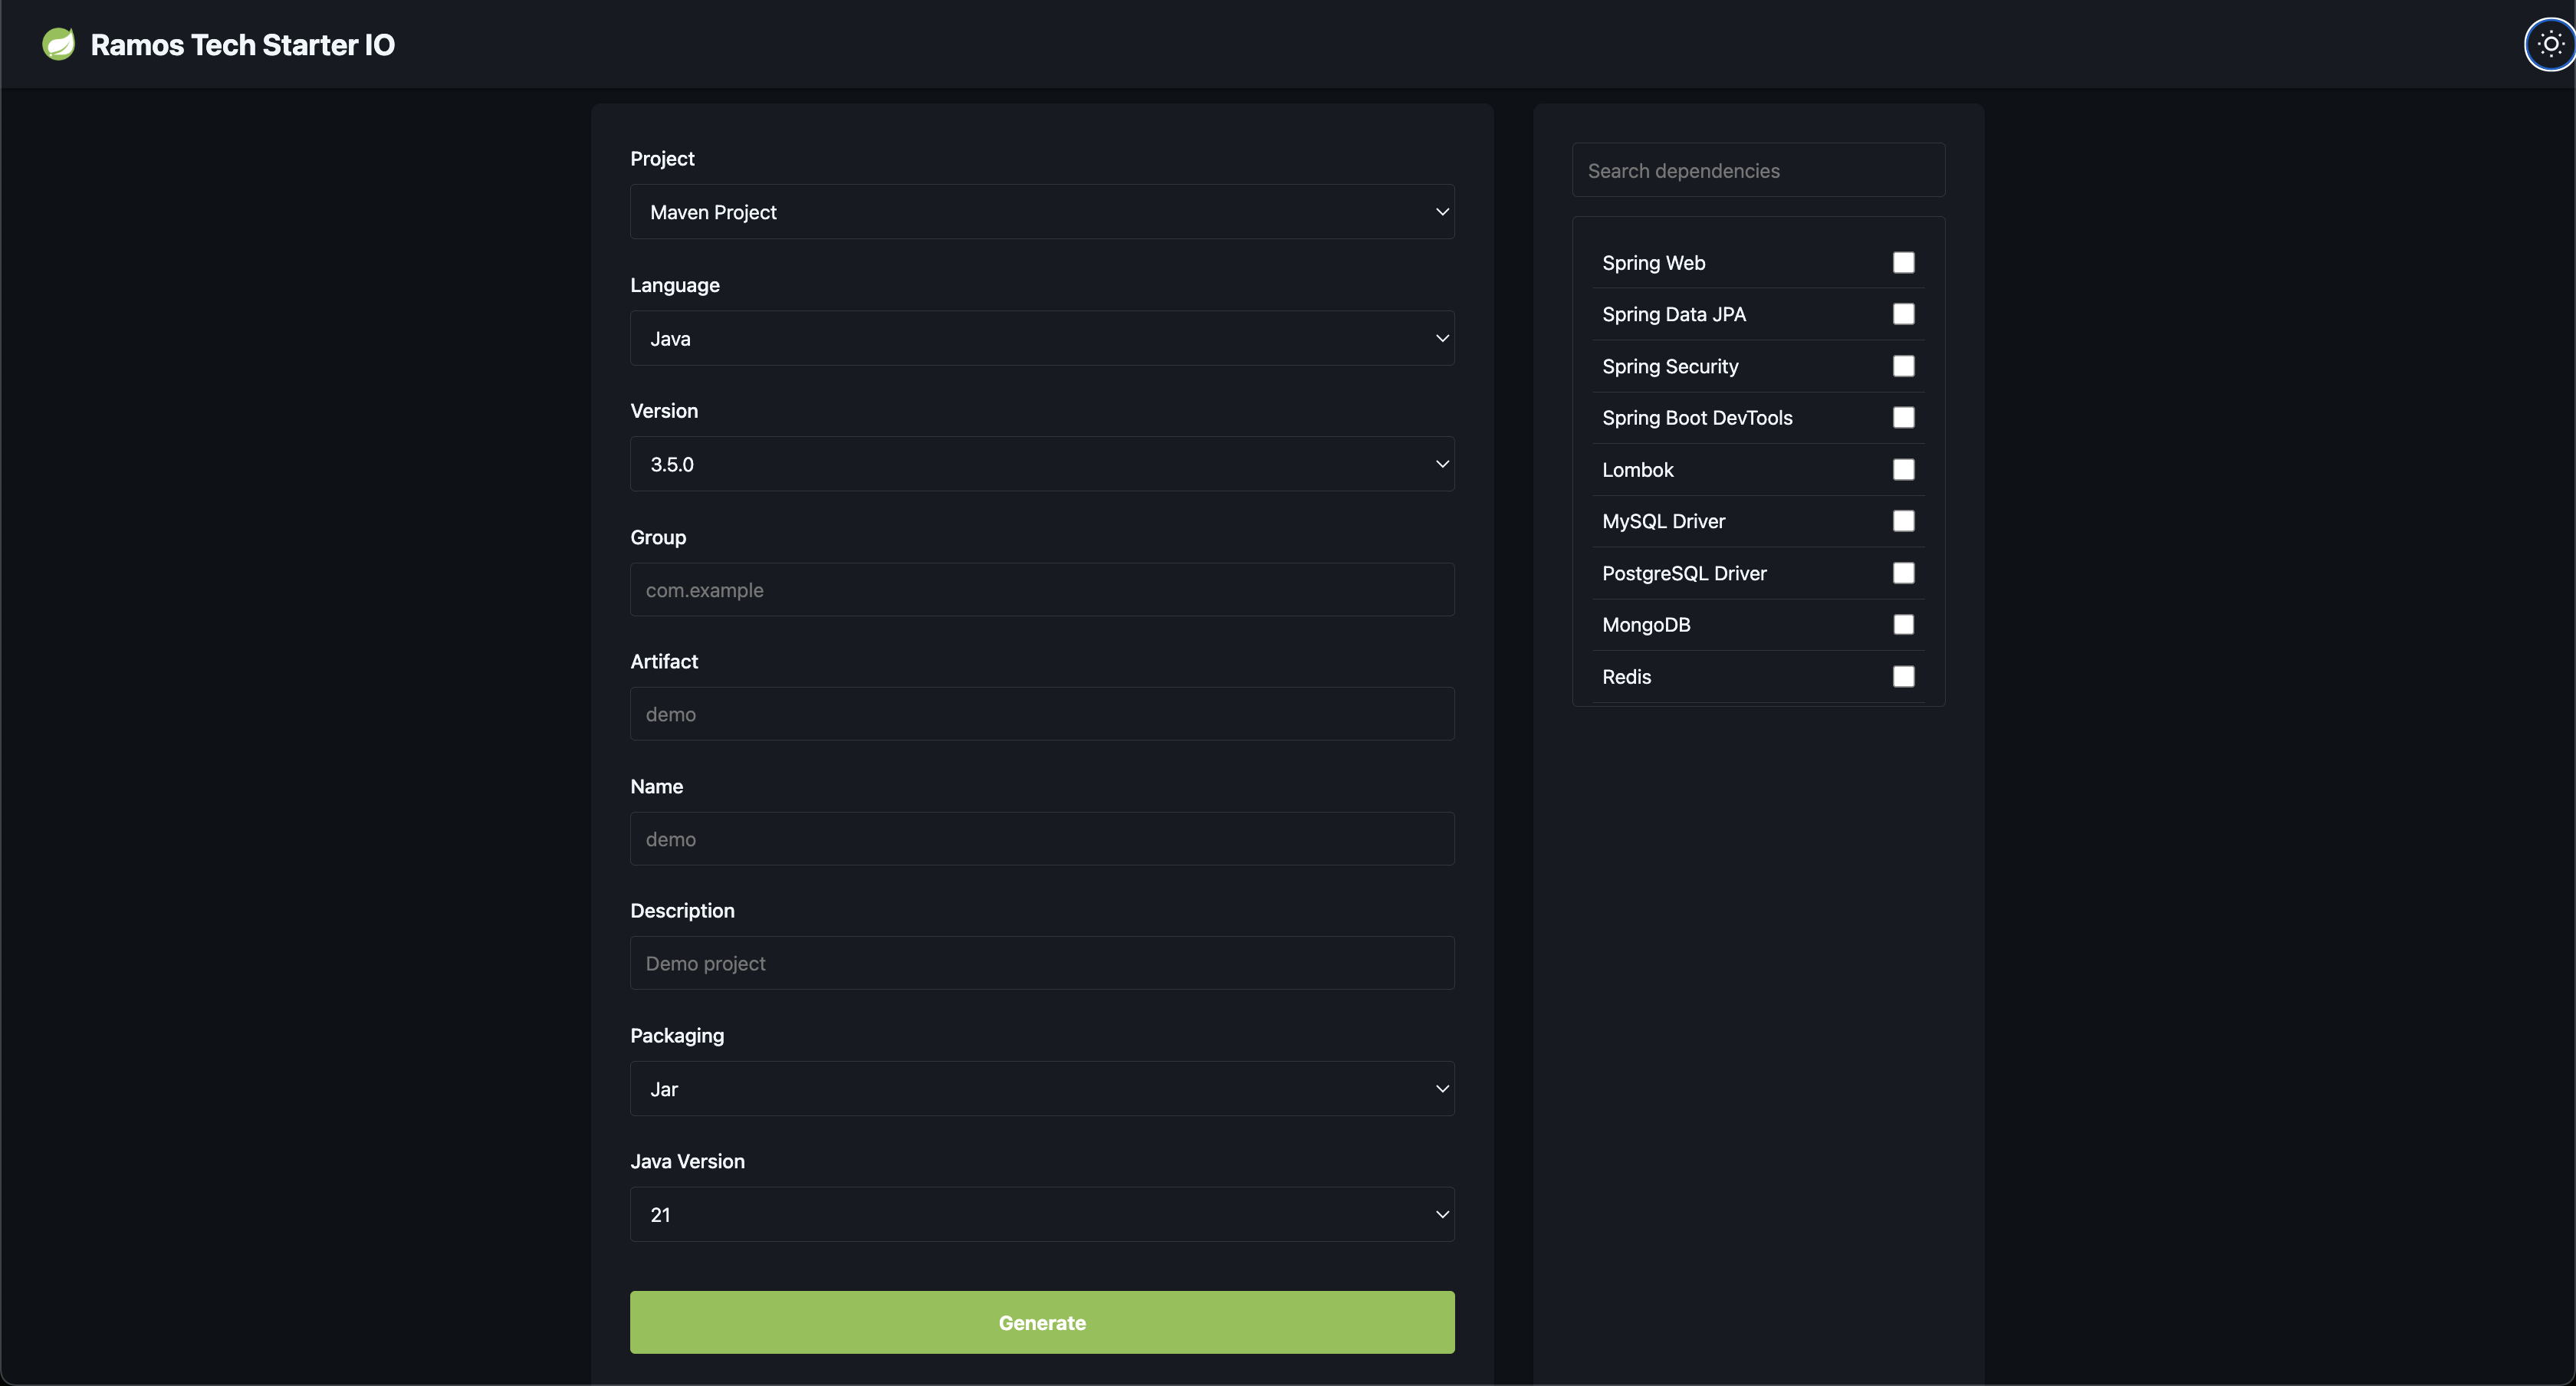 Ramos Tech Starter IO
Project
Maven Project
Language
Java
Version
3.5.0
Group
com.example
Artifact
demo
Name
demo
Description
Demo project
Packaging
Jar
Java Version
21
Generate
Search dependencies
Spring Web
Spring Data JPA
Spring Security
Spring Boot DevTools
Lombok
MySQL Driver
PostgreSQL Driver
MongoDB
Redis